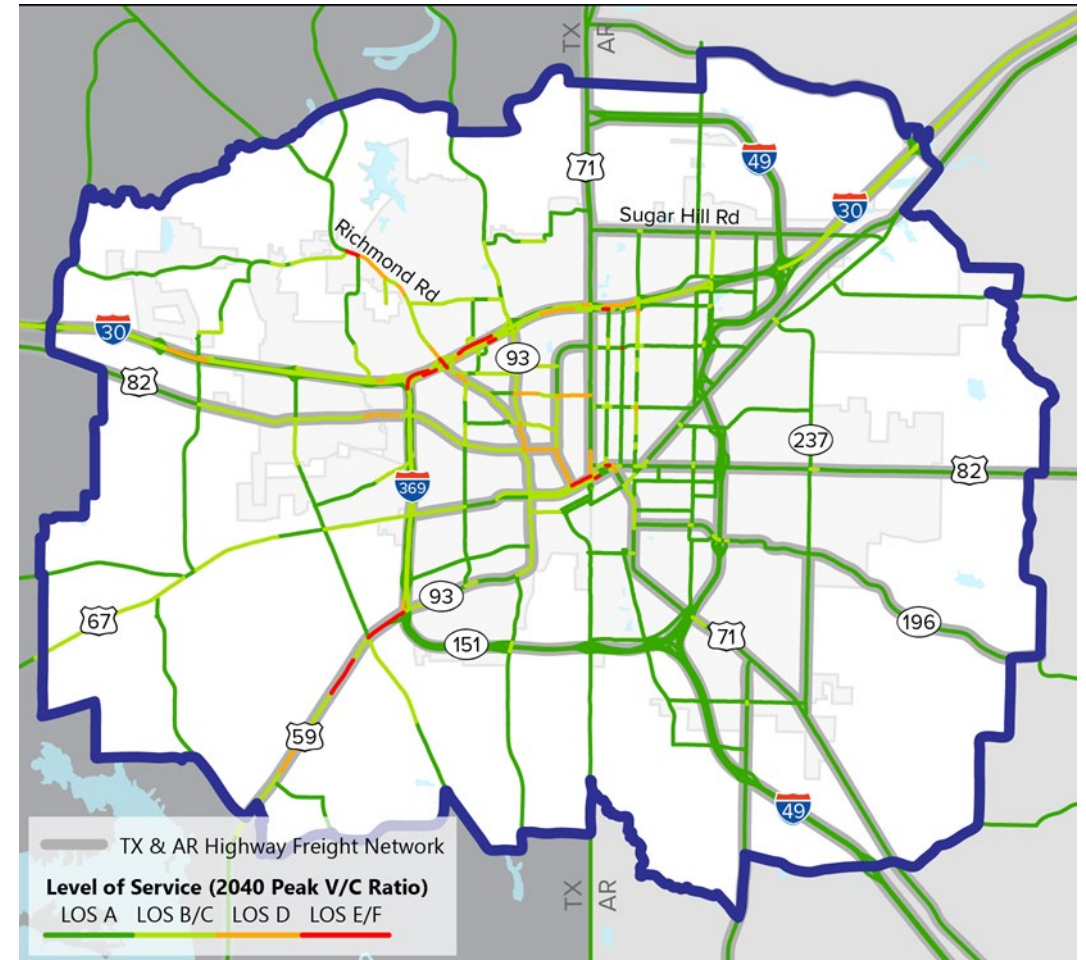 TX
AR
71
49
30
Sugar Hill Rd
Richmond Rd
30
93
82
237
82
369
93
67
196
71
151
59
49
TX & AR Highway Freight Network
Level of Service (2040 Peak V/C Ratio)
LOS A LOS B/C LOS D LOS E/F
TX
AR